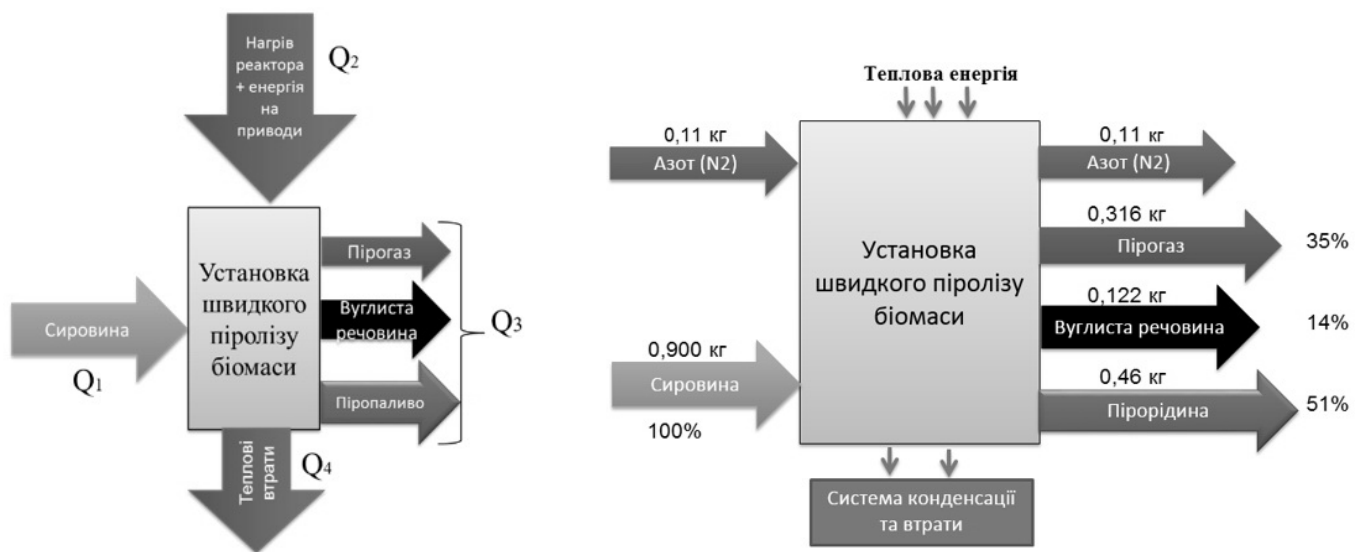 Нагрів
реактора
+ енергія
на
приводи
Q2
Сировина
Q1
Установка
швидкого
піролізу
біомаси
Пірогаз
Вуглиста
речовина
Піропаливо
Q3
Теплові
втрати
Q4
Теплова енергія
0,11 кг
Азот (N2)
0,900 кг
Сировина
100%
Установка
швидкого піролізу
біомаси
0,11 кг
Азот (N2)
0,316 кг
Пірогаз
35%
0,122 кг
Вуглиста речовина
14%
0,46 кг
Пірорідина
51%
Система конденсації
та втрати